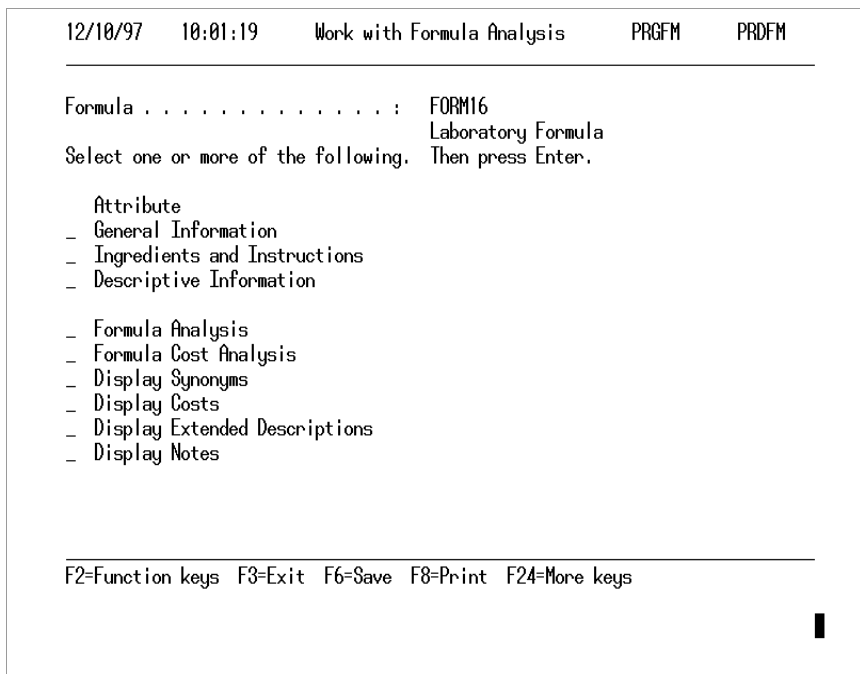 12/10/97 10:01:19 Work with Formula Analysis PRGFM PRDFM
Formula . . . . . . . . . . . . . . : FORM16
Laboratory Formula
Select one or more of the following. Then press Enter.
Attribute
_ General Information
_ Ingredients and Instructions
_ Descriptive Information
_ Formula Analysis
_ Formula Cost Analysis
_ Display Synonyms
_ Display Costs
_ Display Extended Descriptions
_ Display Notes
F2=Function keys F3=Exit F6=Save F8=Print F24=More keys